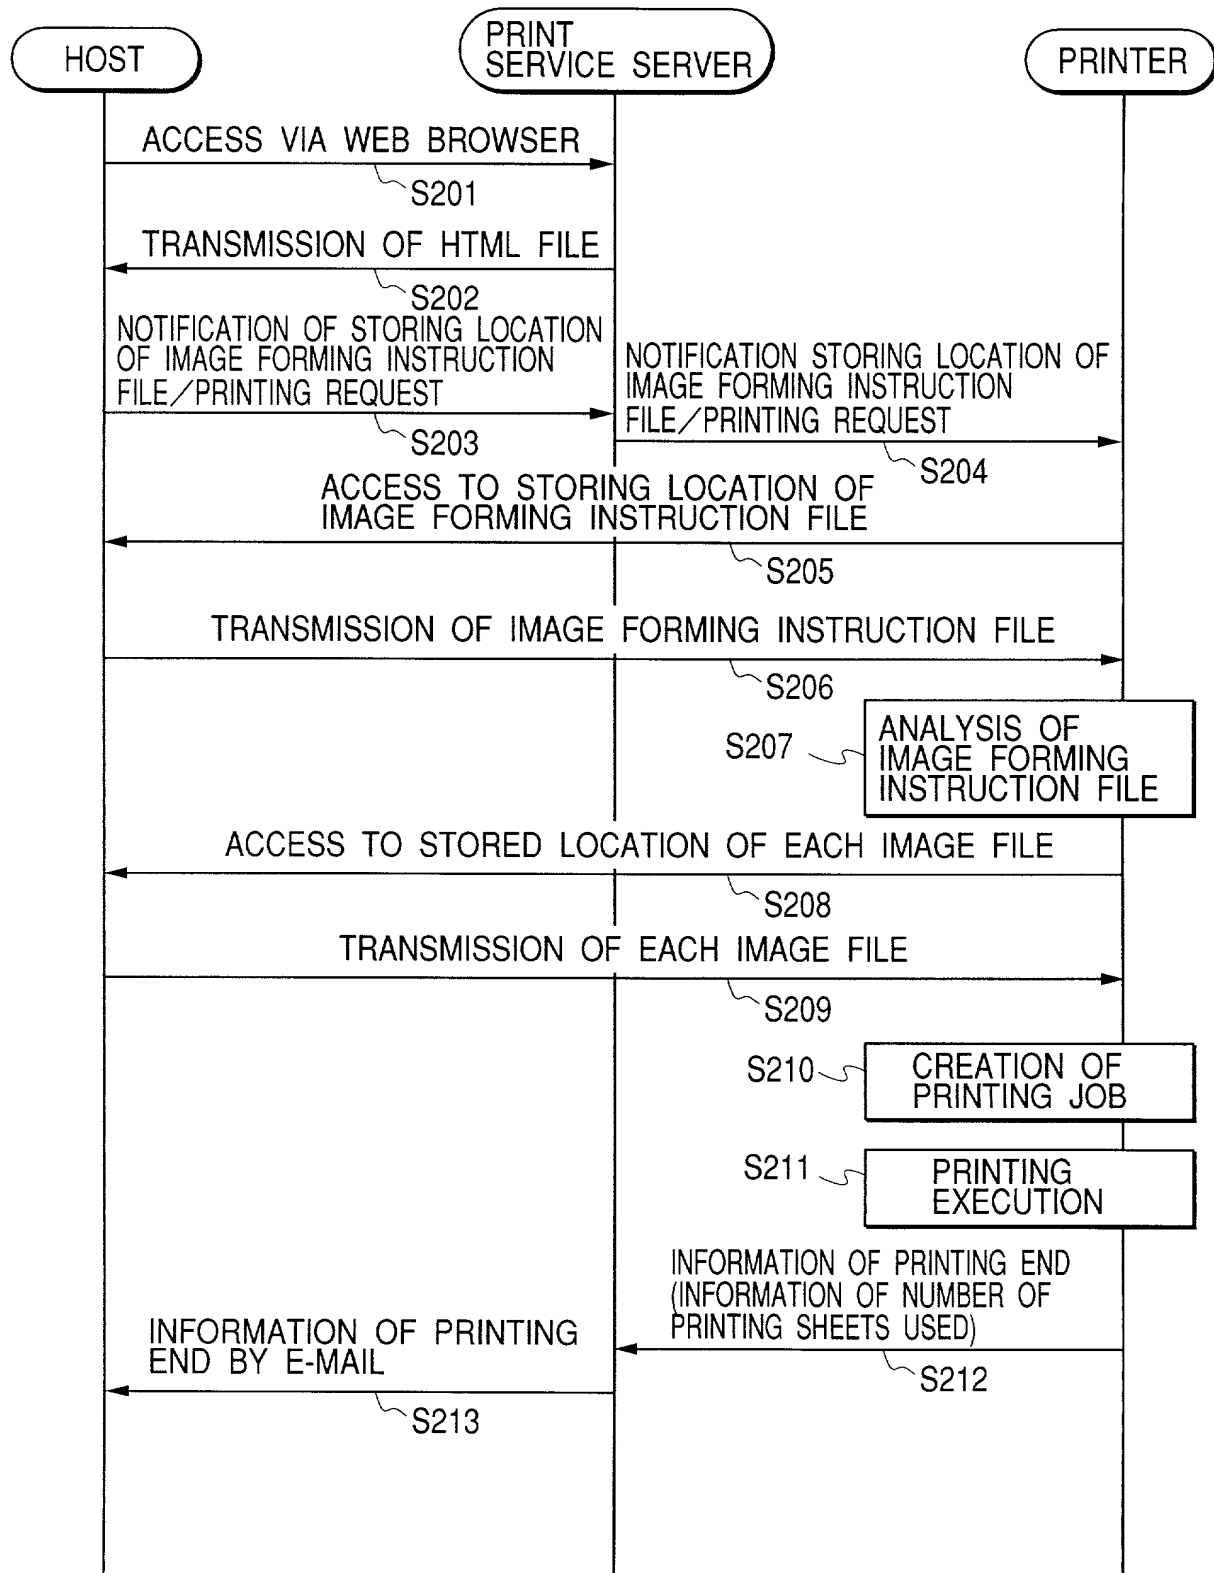 HOST
PRINT
SERVICE SERVER
PRINTER
ACCESS VIA WEB BROWSER
S201
TRANSMISSION OF HTML FILE
S202
NOTIFICATION OF STORING LOCATION
OF IMAGE FORMING INSTRUCTION
FILE/PRINTING REQUEST
S203
NOTIFICATION STORING LOCATION OF
IMAGE FORMING INSTRUCTION
FILE/PRINTING REQUEST
S204
ACCESS TO STORING LOCATION OF
IMAGE FORMING INSTRUCTION FILE
S205
TRANSMISSION OF IMAGE FORMING INSTRUCTION FILE
S206
S207
ANALYSIS OF
IMAGE FORMING
INSTRUCTION FILE
ACCESS TO STORED LOCATION OF EACH IMAGE FILE
S208
TRANSMISSION OF EACH IMAGE FILE
S209
S210
CREATION OF
PRINTING JOB
S211
PRINTING
EXECUTION
INFORMATION OF PRINTING END
(INFORMATION OF NUMBER OF
PRINTING SHEETS USED)
S212
INFORMATION OF PRINTING
END BY E-MAIL
S213